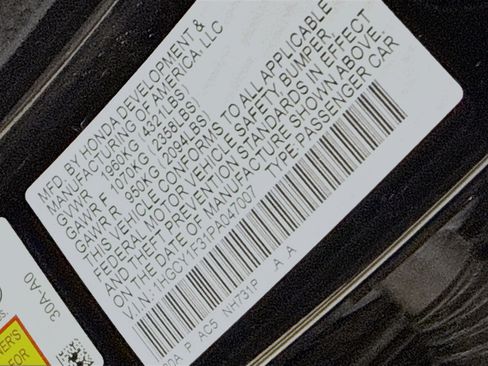 MFD. BY HONDA DEVELOPMENT &
MANUFACTURING OF AMERICA, LLC
GVWR 1960KG 4321LBS)
GAWR F 1070KG 2358LBS)
GAWR R 950KG (2094LBS)
THIS VEHICLE CONFORMS TO ALL APPLICABLE
FEDERAL MOTOR VEHICLE SAFETY, BUMPER,
AND THEFT PREVENTION STANDARDS IN EFFECT
ON THE DATE OF MANUFACTURE SHOWN ABOVE.
V.I.N.:1HGCY1F31PA047007 TYPE:PASSENGER CAR
30A P AC5 NH731P A A
30A-A0
FOR